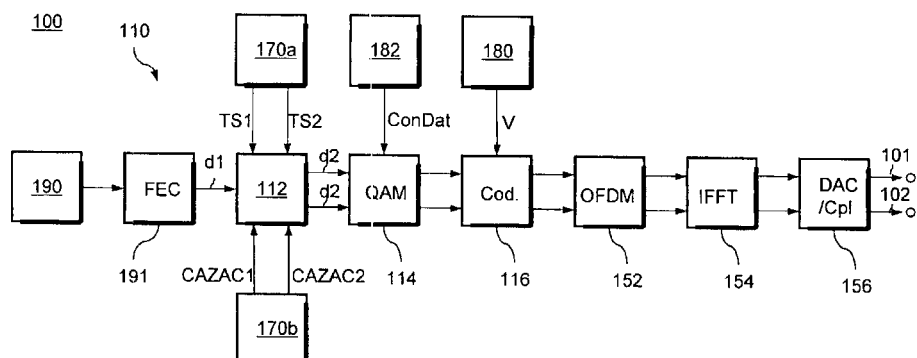 100
110
170a
182
180
TS1
TS2
ConDat
V
190
FEC
d1
112
d2
d2
QAM
Cod.
OFDM
IFFT
DAC
/Cpl
101
102
191
CAZAC1
CAZAC2
114
116
152
154
156
170b